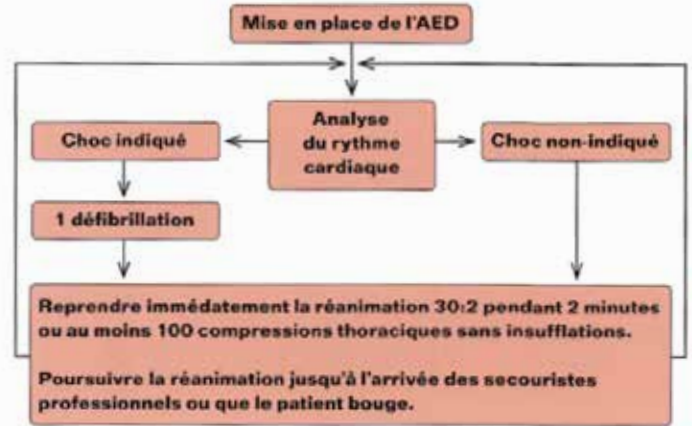 Mise en place de l'AED
Analyse
du rythme
cardiaque
Choc indiqué
Choc non-indiqué
1 défibrillation
Reprendre immédatement la réanimation 30:2 pendant 2 minutes
ou au moins 100 compressions thoraciques sans insufflations.
Poursuivre la réanimation jusqu'à l'arrivée des secouristes
professionnels ou que le patient bouge.